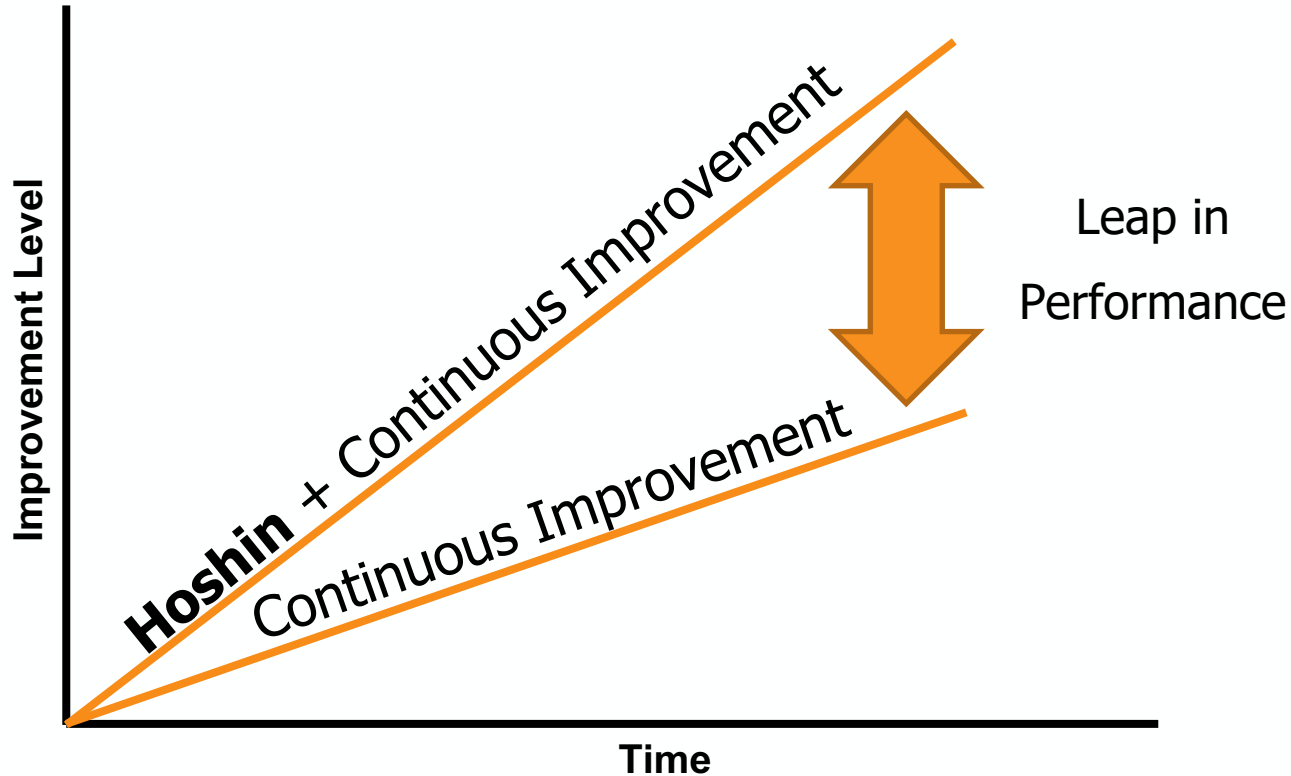 Improvement Level
Hoshin + Continuous Improvement
Continuous Improvement
Leap in
Performance
Time